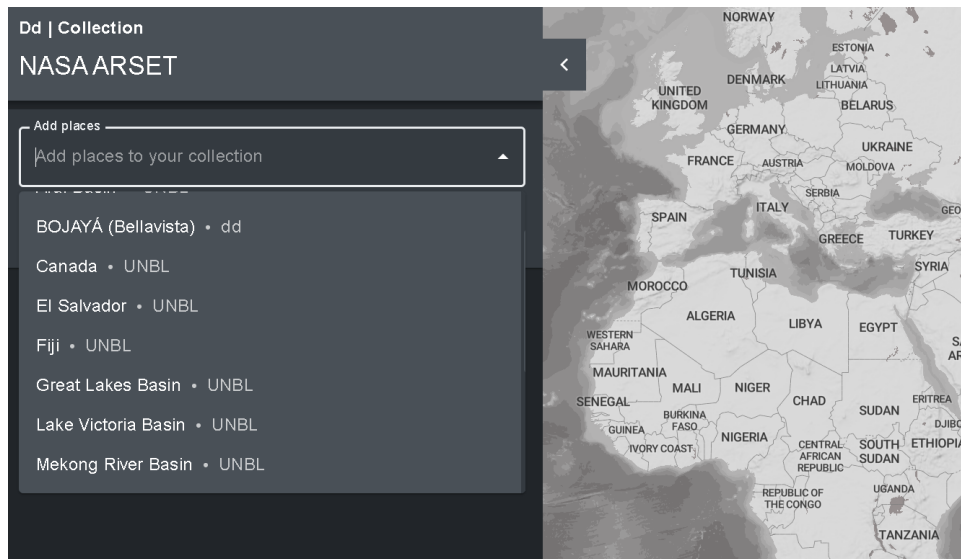 Dd | Collection
NASA ARSET
Add places
Add places to your collection
BOJAYÁ (Bellavista) • dd
Canada • UNBL
El Salvador • UNBL
Fiji • UNBL
Great Lakes Basin • UNBL
Lake Victoria Basin • UNBL
Mekong River Basin • UNBL
NORWAY
ESTONIA
LATVIA
LITHUANIA
DENMARK
UNITED
KINGDOM
BELARUS
GERMANY
UKRAINE
FRANCE
AUSTRIA
MOLDOVA
SERBIA
ITALY
SPAIN
GEO
GREECE
TURKEY
SYRIA
TUNISIA
MOROCCO
ALGERIA
LIBYA
EGYPT
WESTERN
SAHARA
SA
AR
MAURITANIA
MALI
NIGER
CHAD
SENEGAL
ERITREA
SUDAN
BURKINA
FASO
DJIBO
GUINEA
NIGERIA
IVORY COAST
CENTRAL
AFRICAN
REPUBLIC
SOUTH
SUDAN
ETHIOPIA
UGANDA
REPUBLIC OF
THE CONGO
TANZANIA